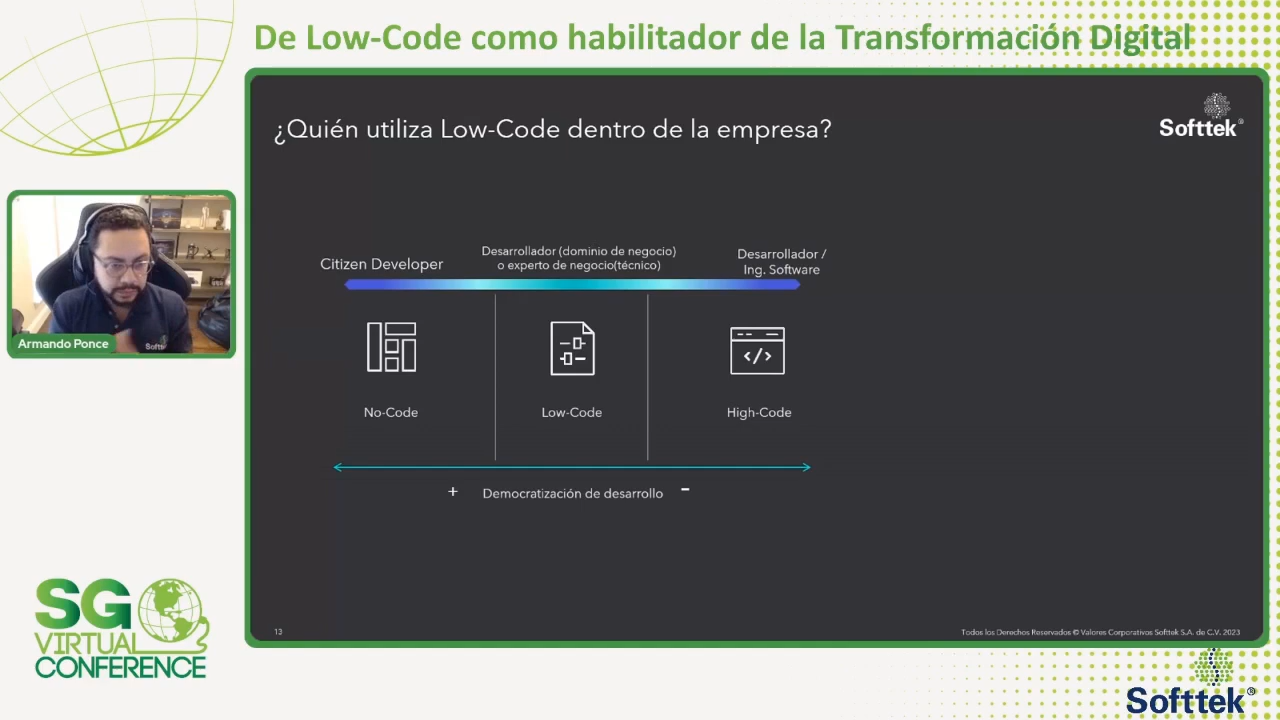 De Low-Code como habilitador de la Transformación Digital
¿Quién utiliza Low-Code dentro de la empresa?
Softtek®
Citizen Developer
Desarrollador (dominio de negocio)
o experto de negocio(técnico)
Desarrollador /
Ing. Software
</>
No-Code
Low-Code
High-Code
+ Democratización de desarrollo -
13
Todos los Derechos Reservados © Valores Corporativos Softtek S.A. de C.V. 2023
Armando Ponce
Softt
SG
VIRTUAL
CONFERENCE
Softtek®